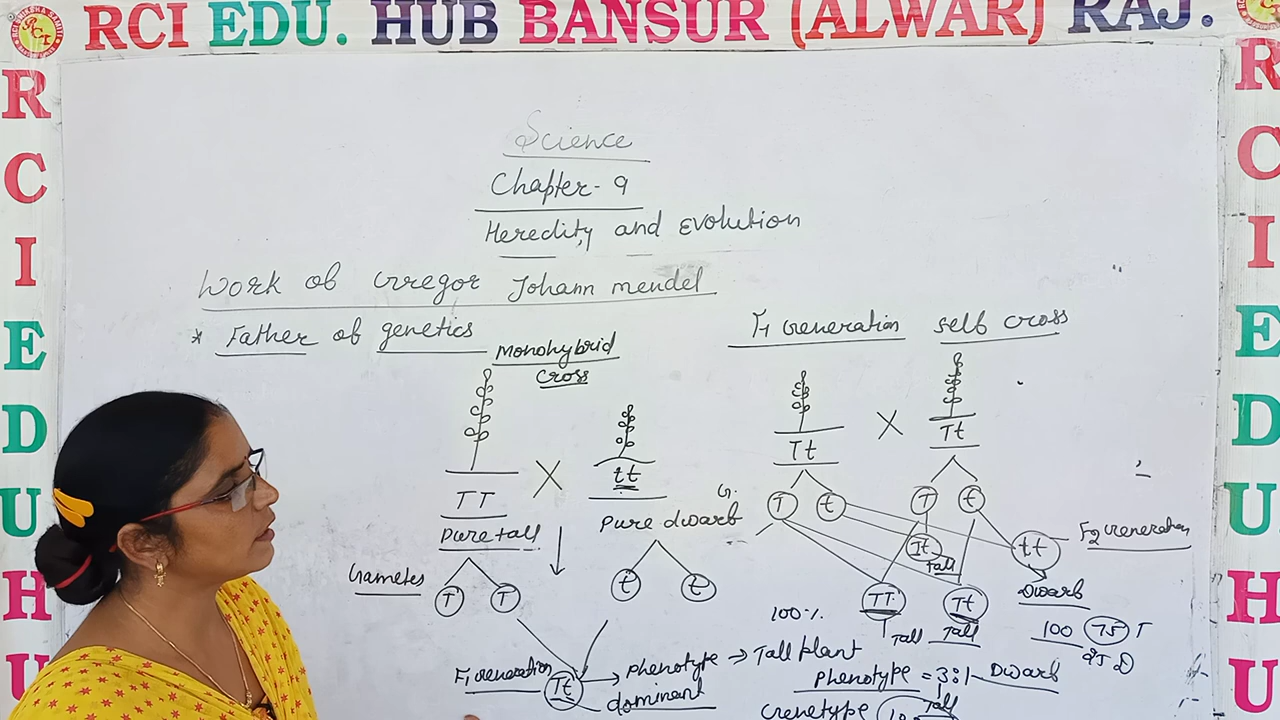 RCI EDU. HUB BANSUR (ALWAR) RAJ.
R
C
I
E
D
U
H
U
R
C
I
E
D
U
H
U
Science
Chapter-9
Heredity and Evolution
Work of Gregor Johann mendel
* Father of genetics
Monohybrid
cross
TT
pure tall
X
tt
pure dwarf
Gametes
T
T
t
t
F1 generation
Tt
phenotype → Tall plant
dominant
100%
F1 Generation self cross
Tt
X
Tt
G.
T
t
T
t
Tt
Tall
tt
F2 Generation
Dwarf
TT
Tall
Tt
Tall
100
75 T
phenotype = 3:1 Dwarf
Tall
Genetype